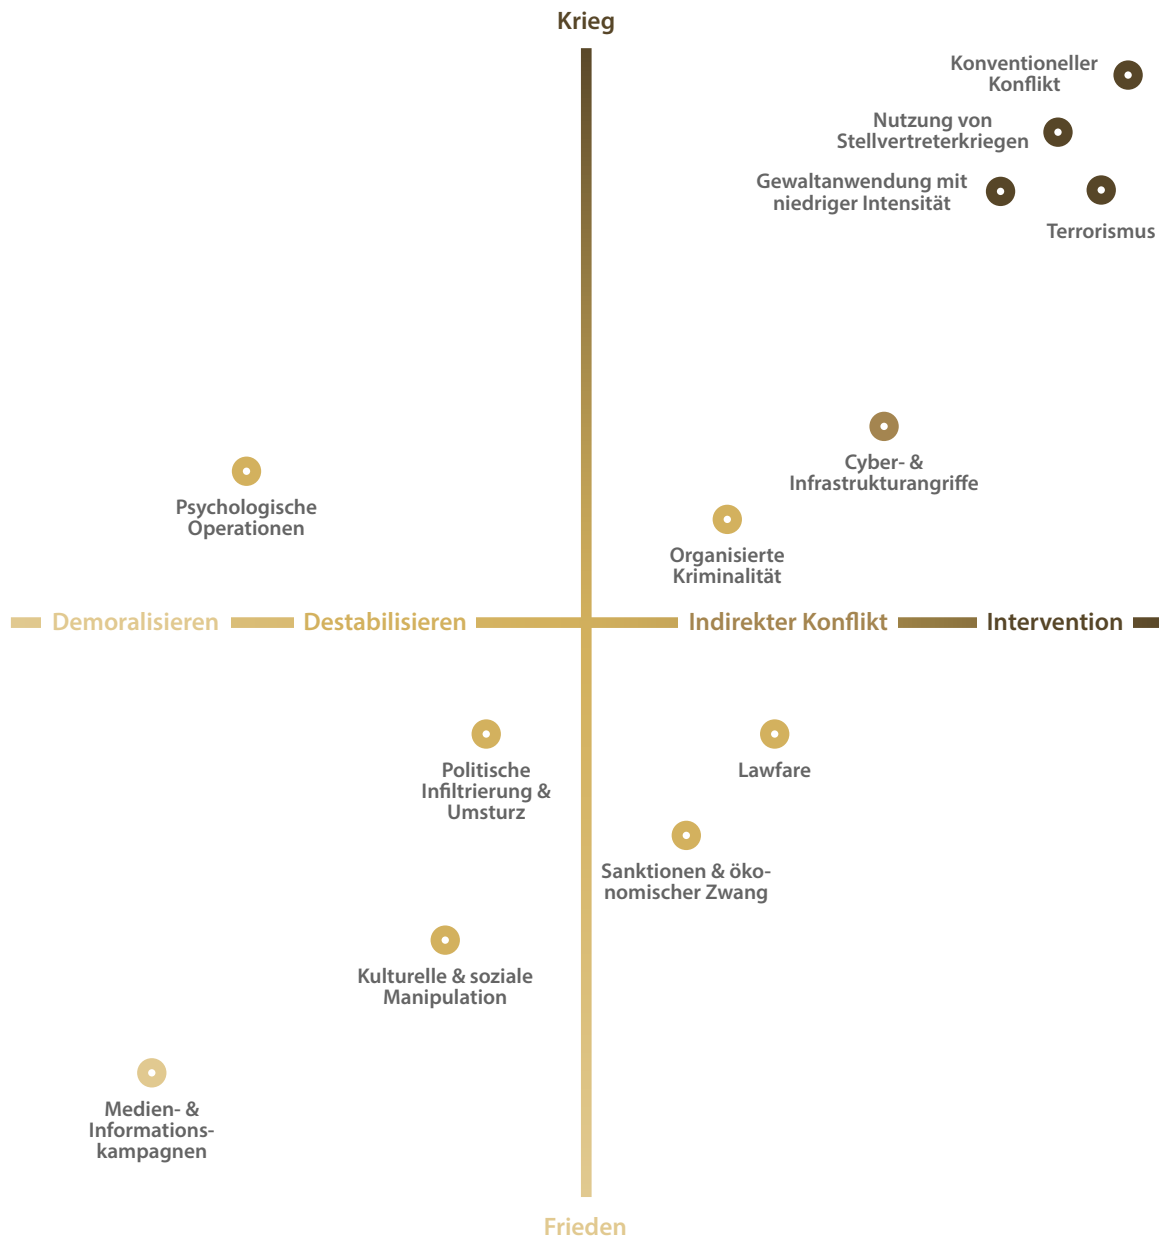 Krieg
Konventioneller
Konflikt
Nutzung von
Stellvertreterkriegen
Gewaltanwendung mit
niedriger Intensität
Terrorismus
Cyber- &
Infrastrukturangriffe
Psychologische
Operationen
Organisierte
Kriminalität
Demoralisieren
Destabilisieren
Indirekter Konflikt
Intervention
Politische
Infiltrierung &
Umsturz
Lawfare
Sanktionen & öko-
nomischer Zwang
Kulturelle & soziale
Manipulation
Medien- &
Informations-
kampagnen
Frieden